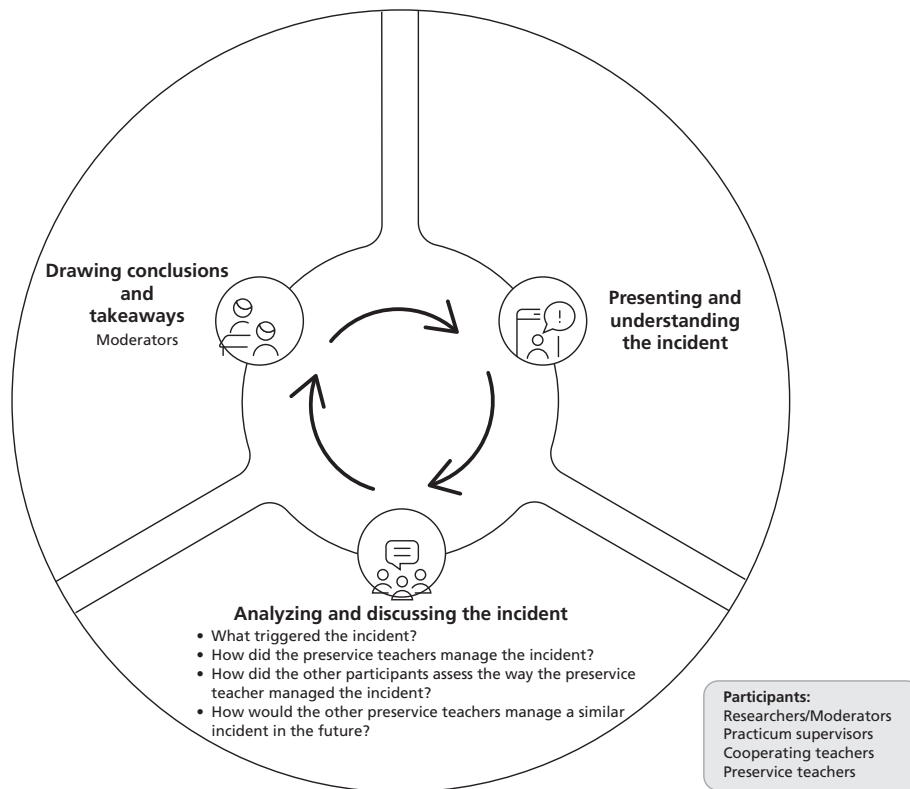 Drawing conclusions
and
takeaways
Moderators
Presenting and
understanding
the incident
!
Analyzing and discussing the incident
• What triggered the incident?
• How did the preservice teachers manage the incident?
• How did the other participants assess the way the preservice
teacher managed the incident?
• How would the other preservice teachers manage a similar
incident in the future?
Participants:
Researchers/Moderators
Practicum supervisors
Cooperating teachers
Preservice teachers